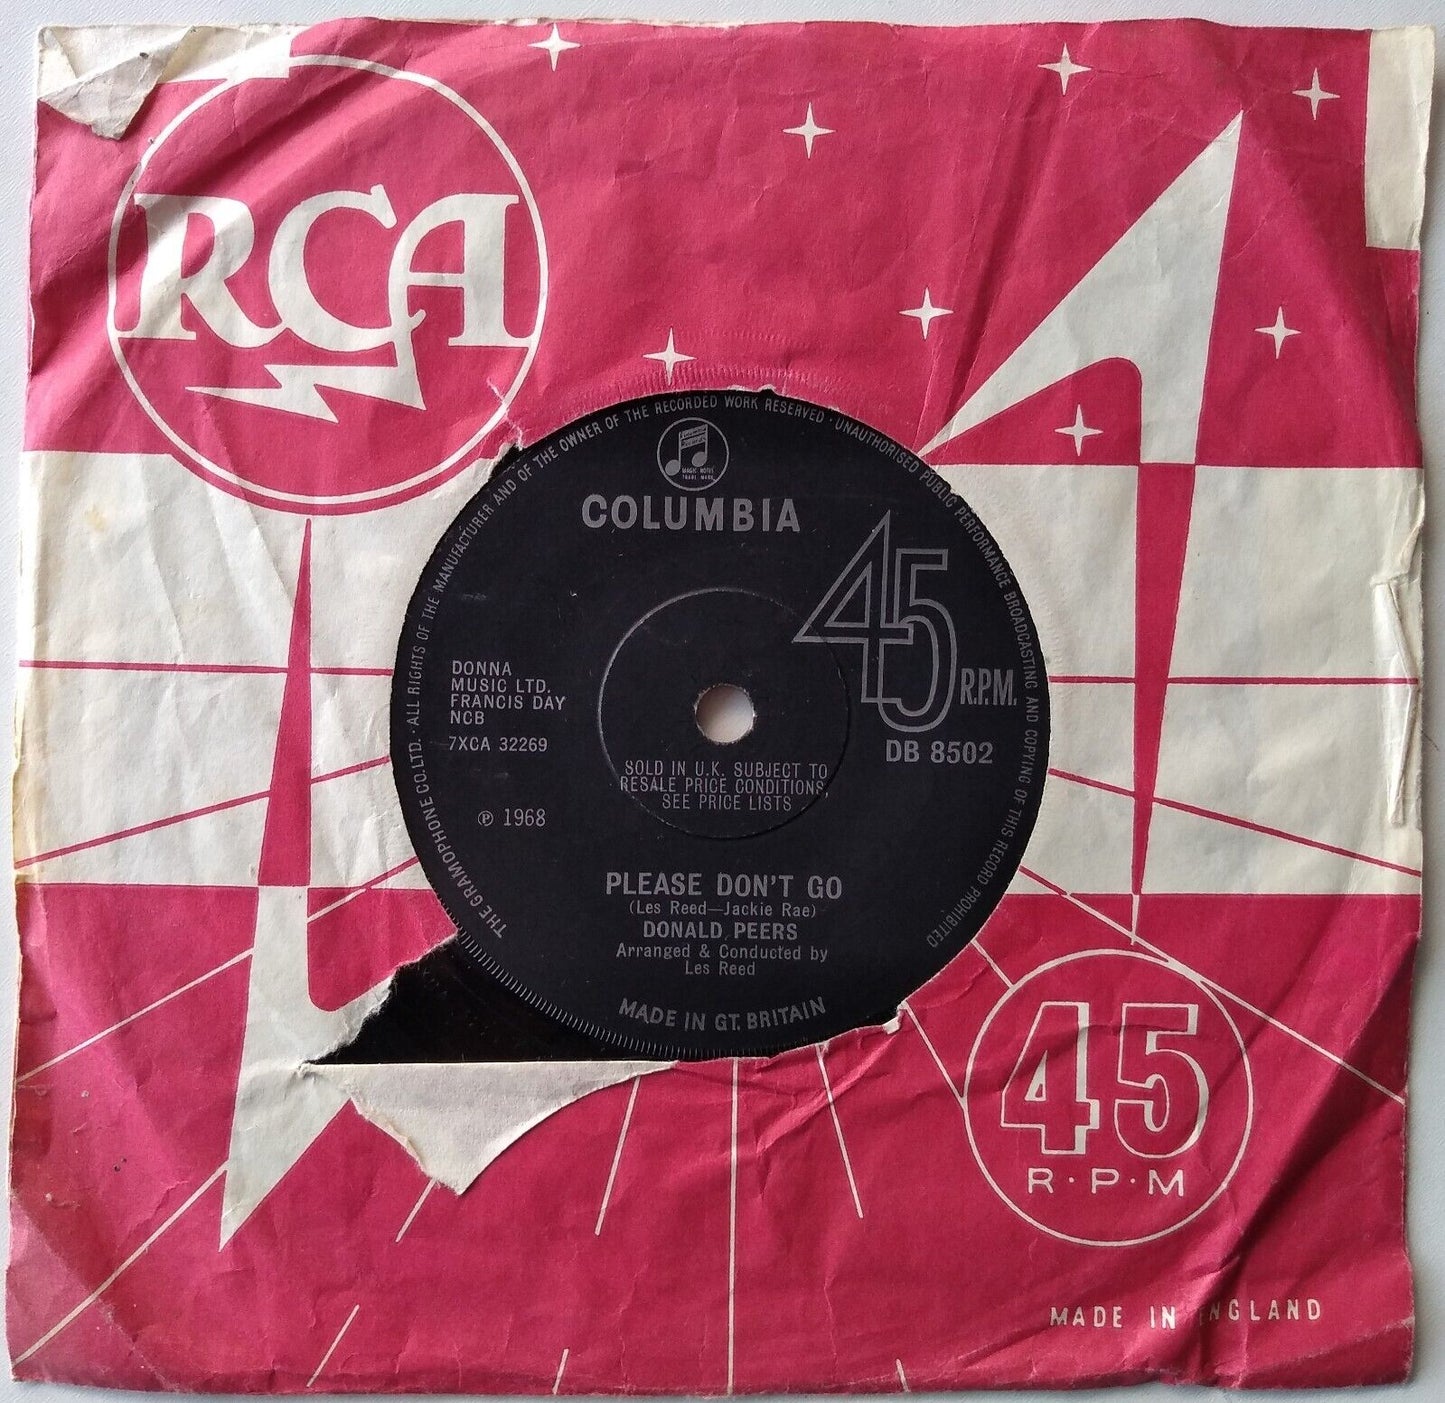 RCA
THE GRAMOPHONE CO. LTD. · ALL RIGHTS OF THE MANUFACTURER AND OF THE OWNER OF THE RECORDED WORK RESERVED · UNAUTHORISED PUBLIC PERFORMANCE BROADCASTING AND COPYING OF THIS RECORD PROHIBITED
MAGIC NOTES
TRADE MARK
COLUMBIA
45
R.P.M.
DB 8502
DONNA
MUSIC LTD.
FRANCIS DAY
NCB
7XCA 32269
℗ 1968
SOLD IN U.K. SUBJECT TO
RESALE PRICE CONDITIONS,
SEE PRICE LISTS
PLEASE DON'T GO
(Les Reed—Jackie Rae)
DONALD PEERS
Arranged & Conducted by
Les Reed
MADE IN GT. BRITAIN
45
R·P·M
MADE IN NGLAND